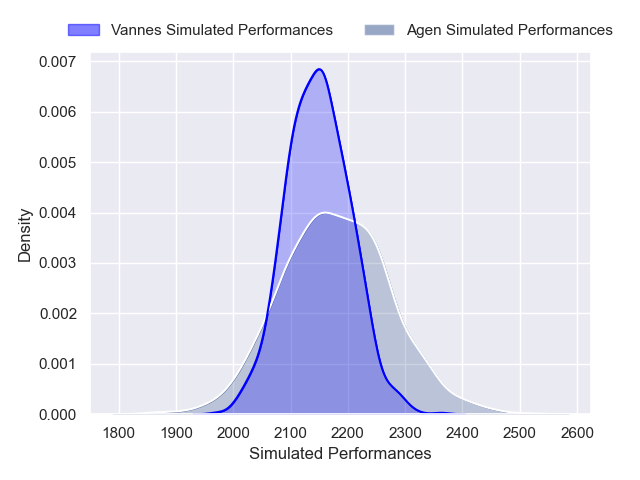 Vannes Simulated Performances Agen Simulated Performances
0.007
0.006
0.005
0.004
0.003
0.002
0.001
0.000
Density
1800 1900 2000 2100 2200 2300 2400 2500 2600
Simulated Performances